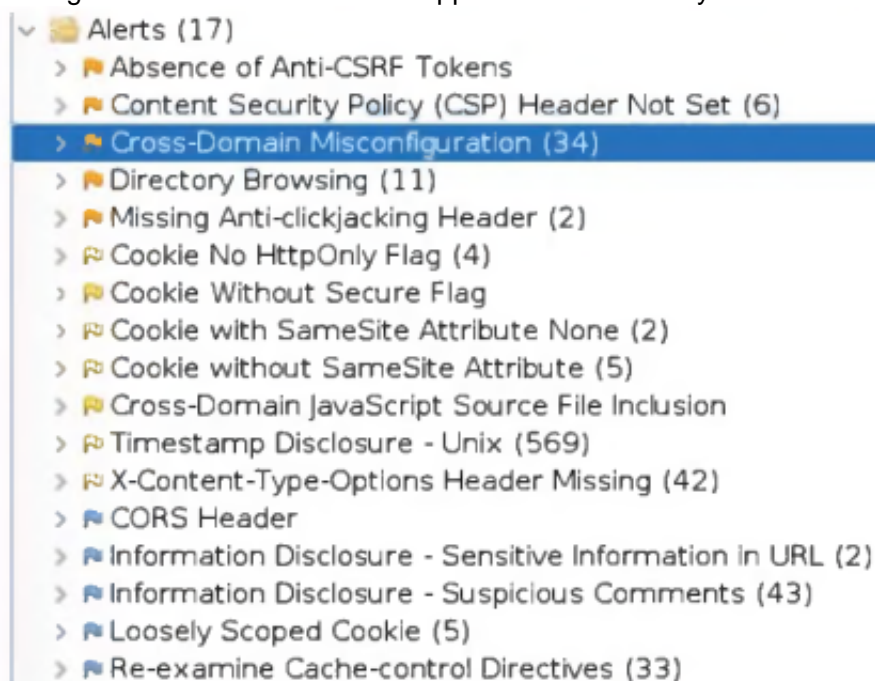 Alerts (17)
Absence of Anti-CSRF Tokens
Content Security Policy (CSP) Header Not Set (6)
Cross-Domain Misconfiguration (34)
Directory Browsing (11)
Missing Anti-clickjacking Header (2)
Cookie No HttpOnly Flag (4)
Cookie Without Secure Flag
Cookie with SameSite Attribute None (2)
Cookie without SameSite Attribute (5)
Cross-Domain JavaScript Source File Inclusion
Timestamp Disclosure - Unix (569)
X-Content-Type-Options Header Missing (42)
CORS Header
Information Disclosure - Sensitive Information in URL (2)
Information Disclosure - Suspicious Comments (43)
Loosely Scoped Cookie (5)
Re-examine Cache-control Directives (33)